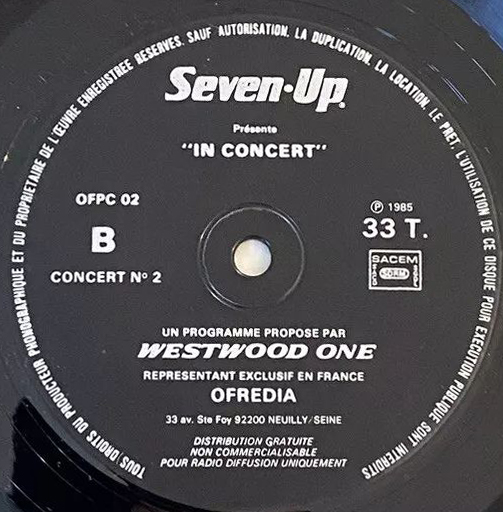 TOUS DROITS DU PRODUCTEUR PHONOGRAPHIQUE ET DU PROPRIETAIRE DE L'ŒUVRE ENREGISTREE RESERVES. SAUF AUTORISATION, LA DUPLICATION, LA LOCATION, LE PRET, L'UTILISATION DE CE DISQUE POUR EXECUTION PUBLIQUE SONT INTERDITS
Seven·Up®
Présente
"IN CONCERT"
OFPC 02
B
CONCERT Nº 2
℗ 1985
33 T.
SACEM
SDRM
UN PROGRAMME PROPOSE PAR
WESTWOOD ONE
REPRESENTANT EXCLUSIF EN FRANCE
OFREDIA
33 av. Ste Foy 92200 NEUILLY/SEINE
DISTRIBUTION GRATUITE
NON COMMERCIALISABLE
POUR RADIO DIFFUSION UNIQUEMENT